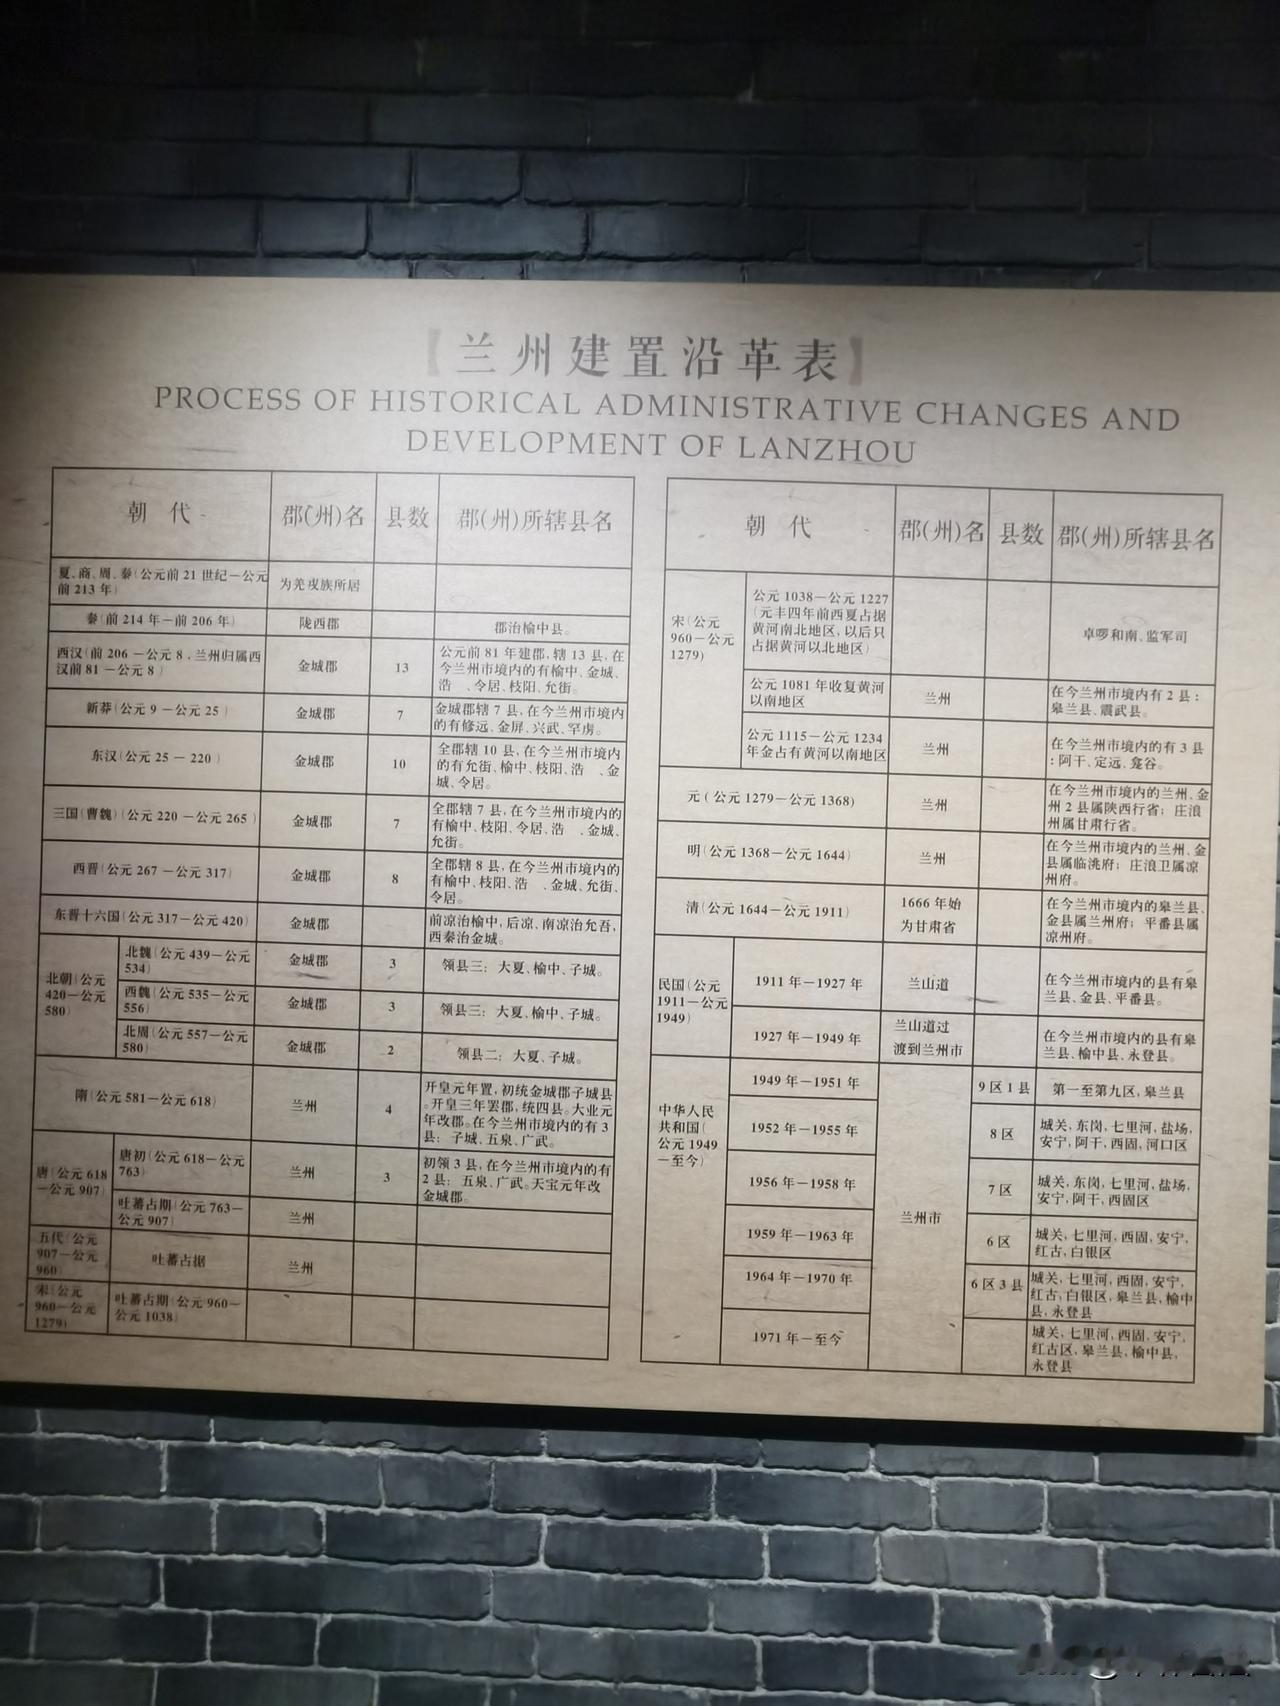 【兰州建置沿革表】
PROCESS OF HISTORICAL ADMINISTRATIVE CHANGES AND
DEVELOPMENT OF LANZHOU
朝 代
郡(州)名
县数
郡(州)所辖县名
夏、商、周、秦(公元前21世纪—公元
前213年)
为羌戎族所居
秦(前214年—前206年)
陇西郡
郡治榆中县。
西汉(前206—公元8,兰州归属西
汉前81—公元8)
金城郡
13
公元前81年建郡,辖13县,在
今兰州市境内的有榆中、金城、
浩 、令居、枝阳、允街。
新莽(公元9—公元25)
金城郡
7
金城郡辖7县,在今兰州市境内
的有修远、金屏、兴武、罕虏。
东汉(公元25—220)
金城郡
10
全郡辖10县,在今兰州市境内
的有允街、榆中、枝阳、浩 、金
城、令居。
三国(曹魏)(公元220—公元265)
金城郡
7
全郡辖7县,在今兰州市境内的
有榆中、枝阳、令居、浩 、金城、
允街。
西晋(公元267—公元317)
金城郡
8
全郡辖8县,在今兰州市境内的
有榆中、枝阳、浩 、金城、允街、
令居。
东晋十六国(公元317—公元420)
金城郡
前凉治榆中,后凉、南凉治允吾,
西秦治金城。
北朝(公元
420—公元
580)
北魏(公元439—公元
534)
金城郡
3
领县三：大夏、榆中、子城。
西魏(公元535—公元
556)
金城郡
3
领县三：大夏、榆中、子城。
北周(公元557—公元
580)
金城郡
2
领县二：大夏、子城。
隋(公元581—公元618)
兰州
4
开皇元年置,初统金城郡子城县
。开皇三年罢郡,统四县。大业元
年改郡。在今兰州市境内的有3
县：子城、五泉、广武。
唐(公元618
—公元907)
唐初(公元618—公元
763)
兰州
3
初领3县,在今兰州市境内的有
2县：五泉、广武。天宝元年改
金城郡。
吐蕃占期(公元763—
公元907)
兰州
五代(公元
907—公元
960)
吐蕃占据
兰州
宋(公元
960—公元
1279)
吐蕃占期(公元960—
公元1038)
朝 代
郡(州)名
县数
郡(州)所辖县名
宋(公元
960—公元
1279)
公元1038—公元1227
(元丰四年前西夏占据
黄河南北地区,以后只
占据黄河以北地区)
卓啰和南、监军司
公元1081年收复黄河
以南地区
兰州
在今兰州市境内有2县：
皋兰县、震武县。
公元1115—公元1234
年金占有黄河以南地区
兰州
在今兰州市境内的有3县
：阿干、定远、龛谷。
元(公元1279—公元1368)
兰州
在今兰州市境内的兰州、金
州2县属陕西行省；庄浪
州属甘肃行省。
明(公元1368—公元1644)
兰州
在今兰州市境内的兰州、金
县属临洮府；庄浪卫属凉
州府。
清(公元1644—公元1911)
1666年始
为甘肃省
在今兰州市境内的皋兰县、
金县属兰州府；平番县属
凉州府。
民国(公元
1911—公元
1949)
1911年—1927年
兰山道
在今兰州市境内的县有皋
兰县、金县、平番县。
1927年—1949年
兰山道过
渡到兰州市
在今兰州市境内的县有皋
兰县、榆中县、永登县。
中华人民
共和国(
公元1949
—至今)
1949年—1951年
兰州市
9区1县
第一至第九区,皋兰县
1952年—1955年
8区
城关,东岗,七里河,盐场,
安宁,阿干,西固,河口区
1956年—1958年
7区
城关,东岗,七里河,盐场,
安宁,阿干,西固区
1959年—1963年
6区
城关,七里河,西固,安宁,
红古,白银区
1964年—1970年
6区3县
城关,七里河,西固,安宁,
红古,白银区,皋兰县,榆中
县,永登县
1971年—至今
城关,七里河,西固,安宁,
红古区,皋兰县,榆中县,
永登县